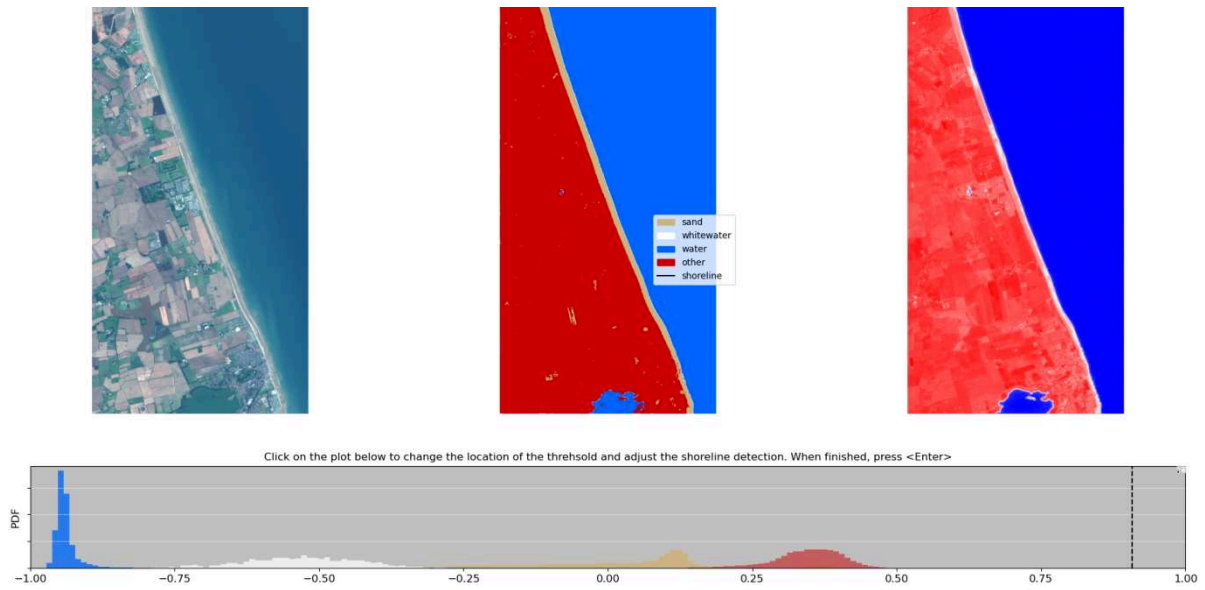 sand
whitewater
water
other
shoreline
Click on the plot below to change the location of the threhsold and adjust the shoreline detection. When finished, press <Enter>
PDF
−1.00 −0.75 −0.50 −0.25 0.00 0.25 0.50 0.75 1.00